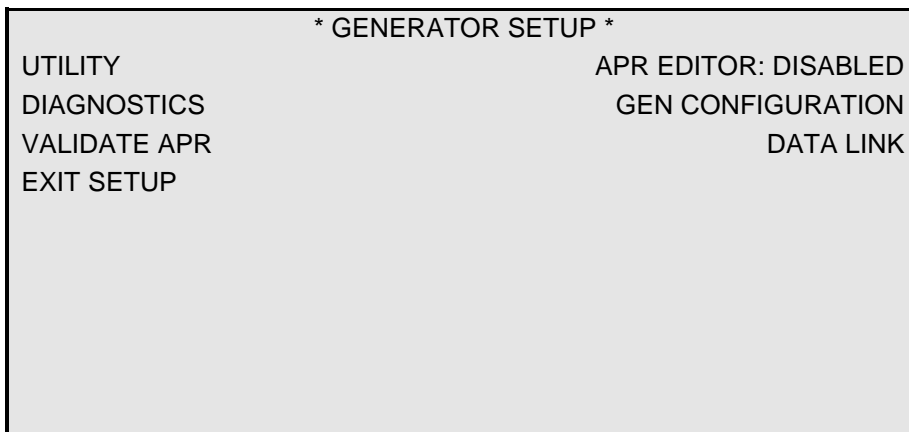 * GENERATOR SETUP *
UTILITY APR EDITOR: DISABLED
DIAGNOSTICS GEN CONFIGURATION
VALIDATE APR DATA LINK
EXIT SETUP